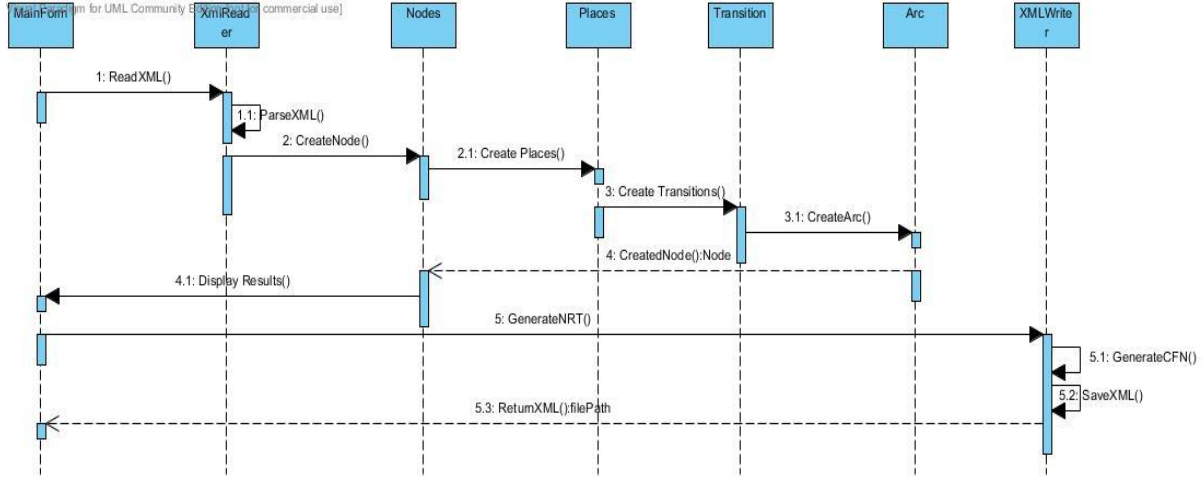 for UML Community
commercial use]
MainForm
XmlRead
er
Nodes
Places
Transition
Arc
XMLWrite
r
1: ReadXML()
1.1: ParseXML()
2: CreateNode()
2.1: Create Places()
3: Create Transitions()
3.1: CreateArc()
4: CreatedNode():Node
4.1: Display Results()
5: GenerateNRT()
5.1: GenerateCFN()
5.2: SaveXML()
5.3: ReturnXML():filePath